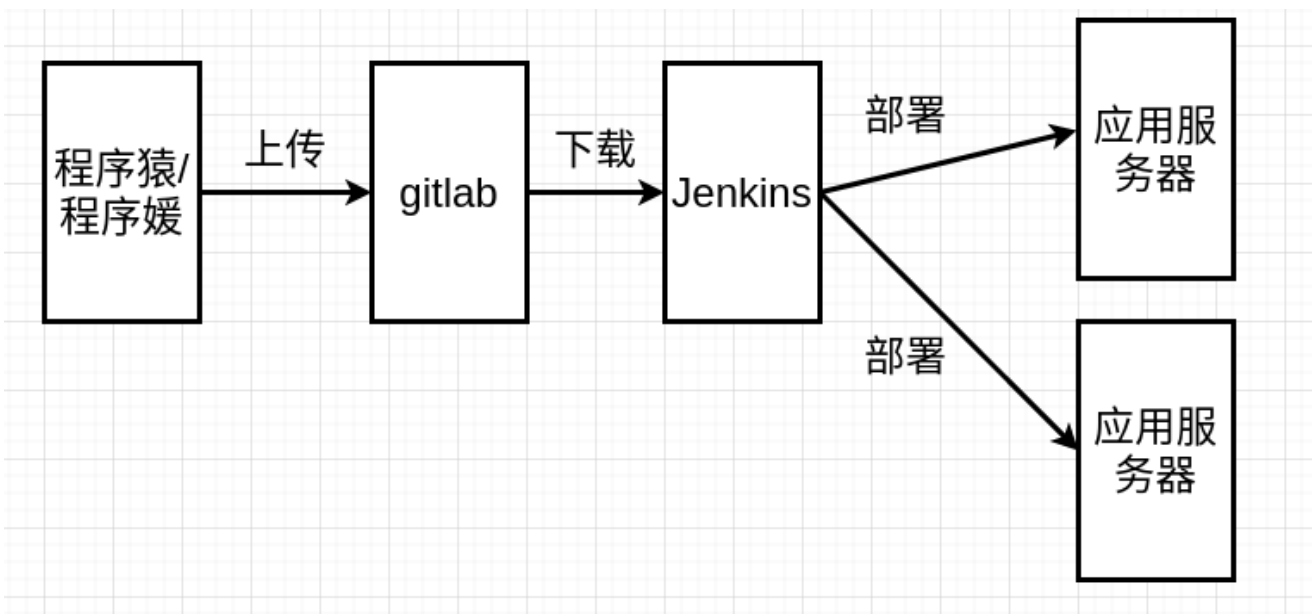 程序猿/
程序媛
上传
gitlab
下载
Jenkins
部署
部署
应用服
务器
应用服
务器